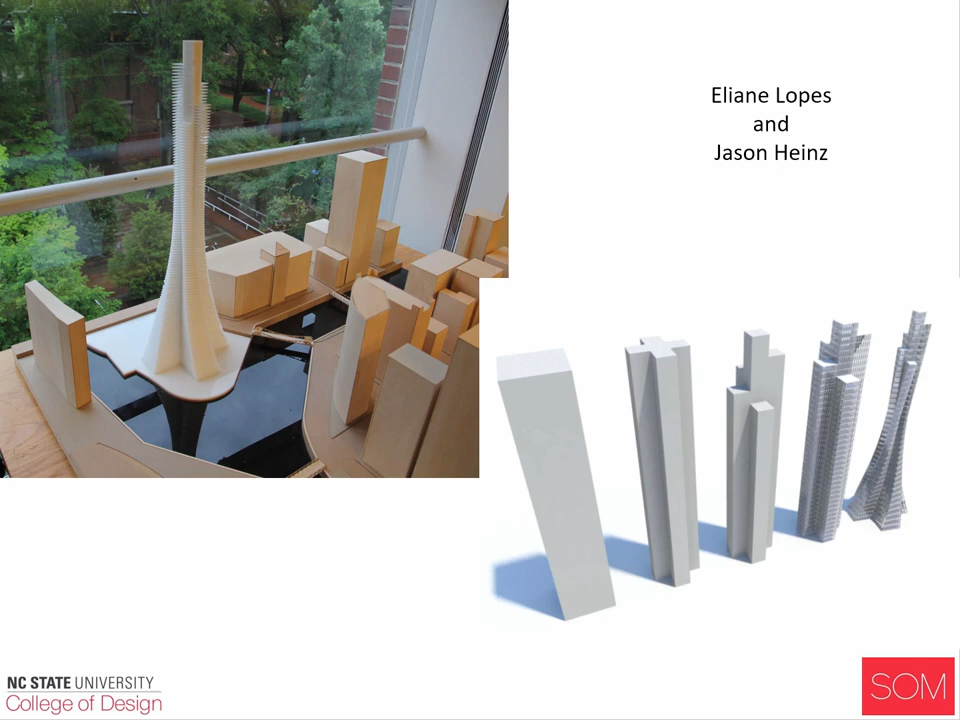 Eliane Lopes
and
Jason Heinz
NC STATE UNIVERSITY
College of Design
SOM